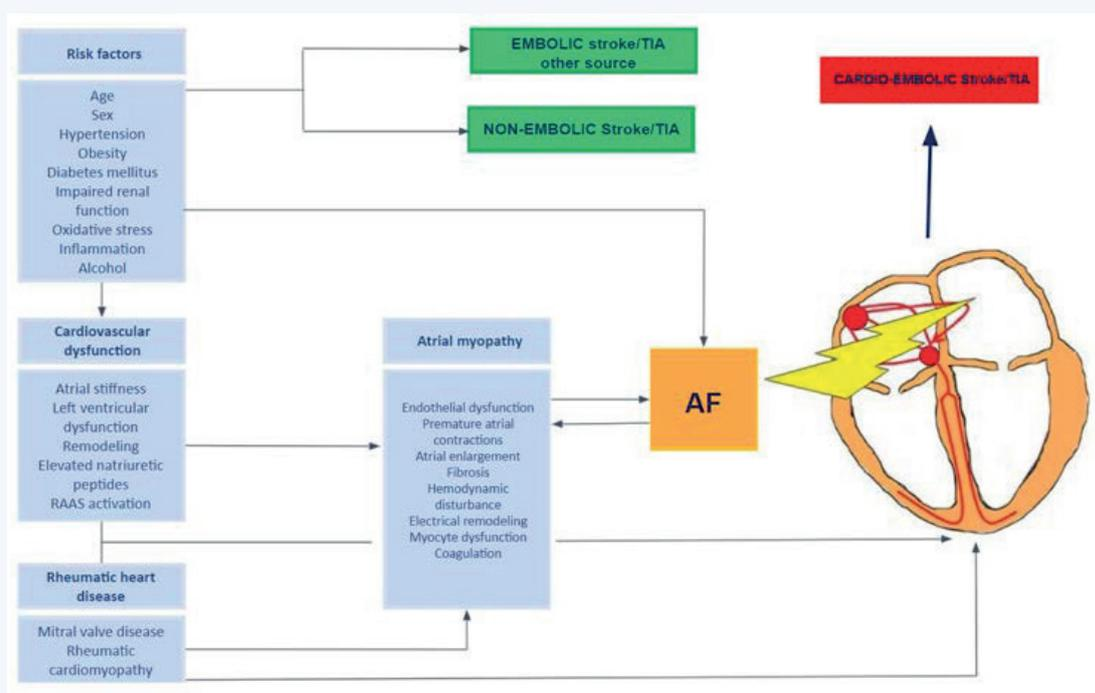 Risk factors
Age
Sex
Hypertension
Obesity
Diabetes mellitus
Impaired renal
function
Oxidative stress
Inflammation
Alcohol
EMBOLIC stroke/TIA
other source
NON-EMBOLIC Stroke/TIA
CARDIO-EMBOLIC Stroke/TIA
Cardiovascular
dysfunction
Atrial stiffness
Left ventricular
dysfunction
Remodeling
Elevated natriuretic
peptides
RAAS activation
Atrial myopathy
Endothelial dysfunction
Premature atrial
contractions
Atrial enlargement
Fibrosis
Hemodynamic
disturbance
Electrical remodeling
Myocyte dysfunction
Coagulation
AF
Rheumatic heart
disease
Mitral valve disease
Rheumatic
cardiomyopathy